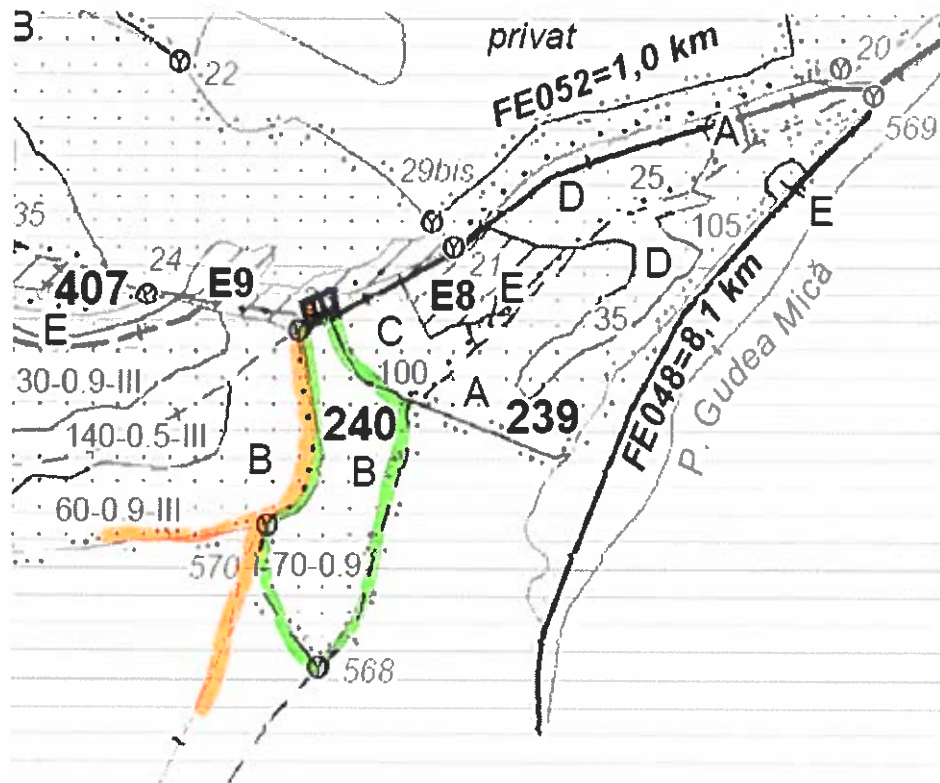 B
22
privat
FE052=1,0 km
20
569
A
29bis
D
25
E
105
35
407
24
E9
21
E8
E
D
E
C
35
FE048=8,1 km
P. Gudea Mică
30-0.9-III
100
A
239
240
140-0.5-III
B
B
60-0.9-III
570
70-0.9
568